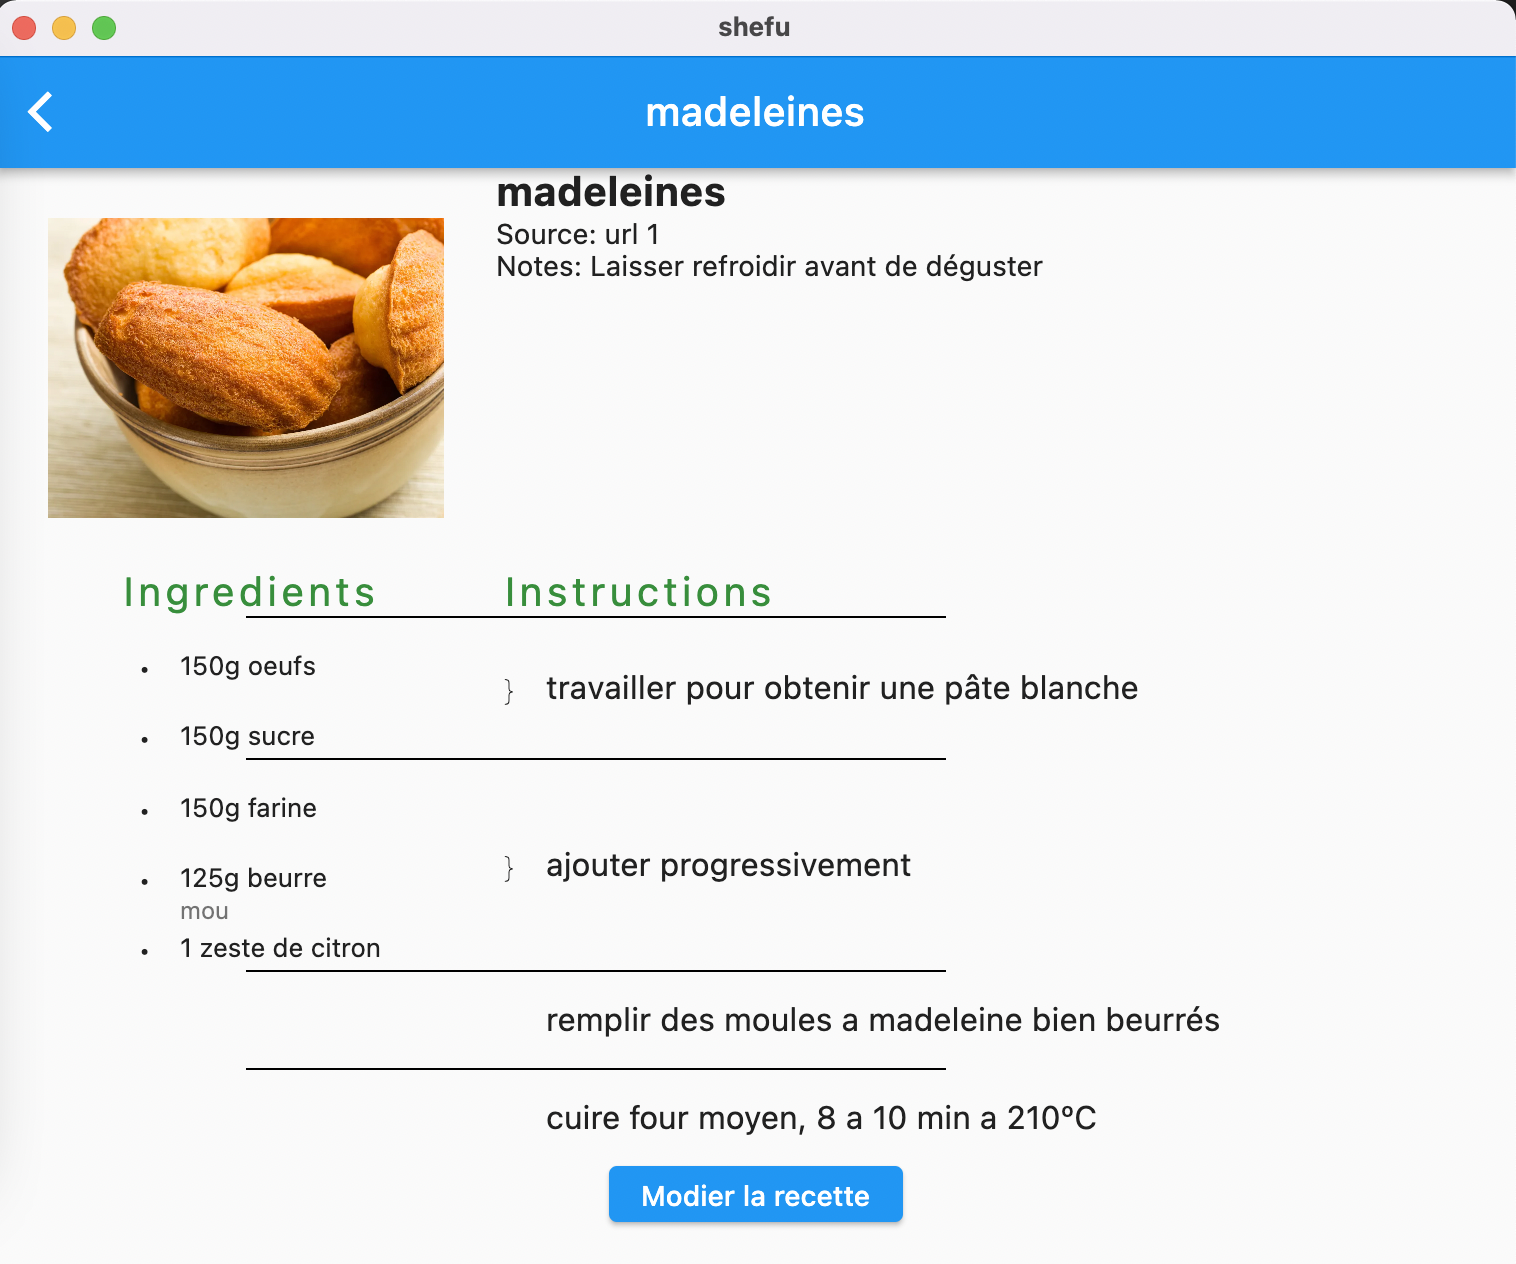 shefu
madeleines
madeleines
Source: url 1
Notes: Laisser refroidir avant de déguster
Ingredients
Instructions
• 150g oeufs
• 150g sucre
} travailler pour obtenir une pâte blanche
• 150g farine
• 125g beurre
mou
• 1 zeste de citron
} ajouter progressivement
remplir des moules a madeleine bien beurrés
cuire four moyen, 8 a 10 min a 210°C
Modier la recette